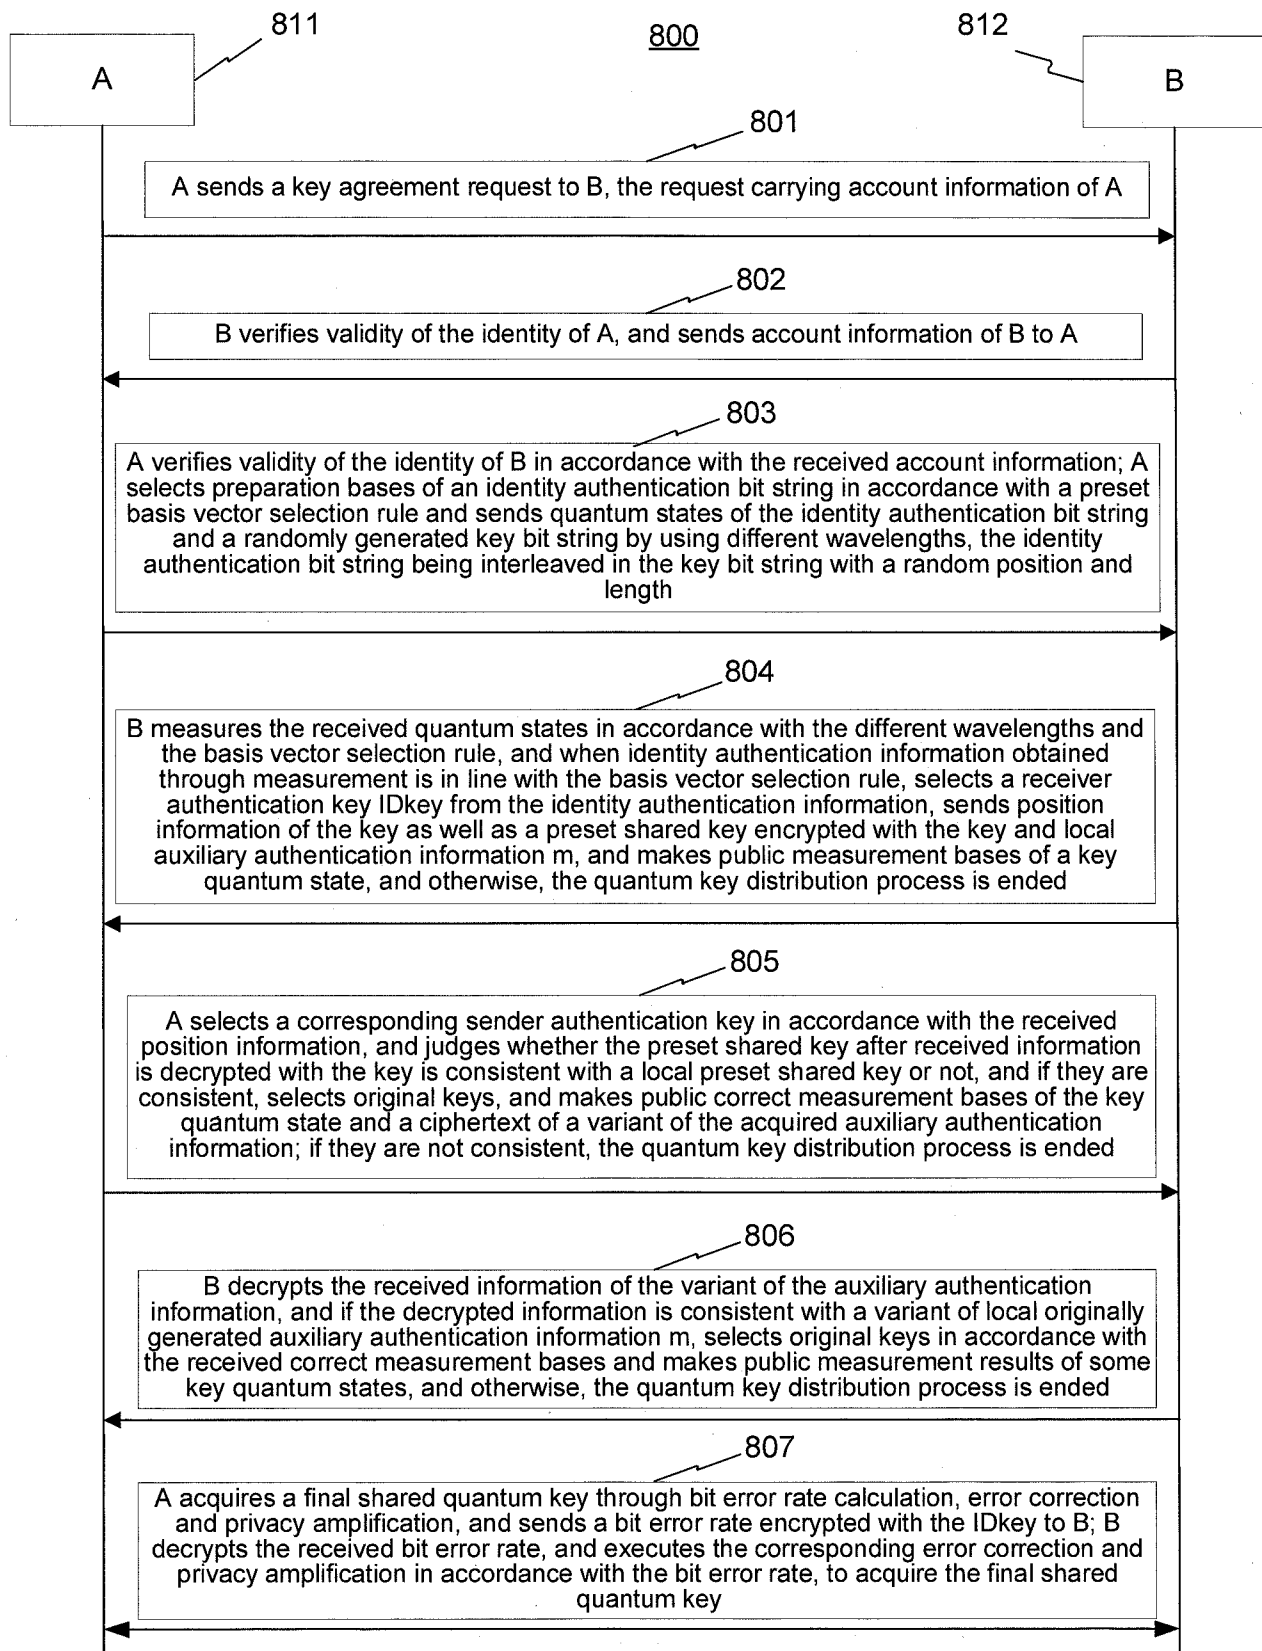 811
800
812
A
B
801
A sends a key agreement request to B, the request carrying account information of A
802
B verifies validity of the identity of A, and sends account information of B to A
803
A verifies validity of the identity of B in accordance with the received account information; A
selects preparation bases of an identity authentication bit string in accordance with a preset
basis vector selection rule and sends quantum states of the identity authentication bit string
and a randomly generated key bit string by using different wavelengths, the identity
authentication bit string being interleaved in the key bit string with a random position and
length
804
B measures the received quantum states in accordance with the different wavelengths and
the basis vector selection rule, and when identity authentication information obtained
through measurement is in line with the basis vector selection rule, selects a receiver
authentication key IDkey from the identity authentication information, sends position
information of the key as well as a preset shared key encrypted with the key and local
auxiliary authentication information m, and makes public measurement bases of a key
quantum state, and otherwise, the quantum key distribution process is ended
805
A selects a corresponding sender authentication key in accordance with the received
position information, and judges whether the preset shared key after received information
is decrypted with the key is consistent with a local preset shared key or not, and if they are
consistent, selects original keys, and makes public correct measurement bases of the key
quantum state and a ciphertext of a variant of the acquired auxiliary authentication
information; if they are not consistent, the quantum key distribution process is ended
806
B decrypts the received information of the variant of the auxiliary authentication
information, and if the decrypted information is consistent with a variant of local originally
generated auxiliary authentication information m, selects original keys in accordance with
the received correct measurement bases and makes public measurement results of some
key quantum states, and otherwise, the quantum key distribution process is ended
807
A acquires a final shared quantum key through bit error rate calculation, error correction
and privacy amplification, and sends a bit error rate encrypted with the IDkey to B; B
decrypts the received bit error rate, and executes the corresponding error correction and
privacy amplification in accordance with the bit error rate, to acquire the final shared
quantum key